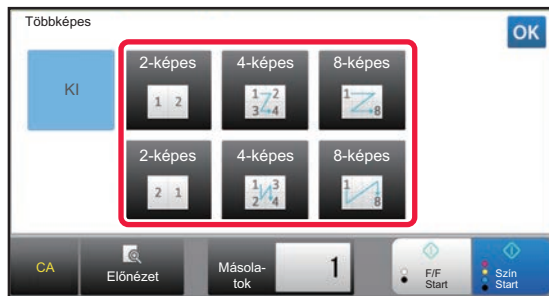 Többképes
OK
KI
2-képes 4-képes 8-képes
1 2
1 2
3 4
1
8
2-képes 4-képes 8-képes
2 1
1 3
2 4
1
8
CA
Előnézet
Másola-
tok
1
F/F
Start
Szín
Start